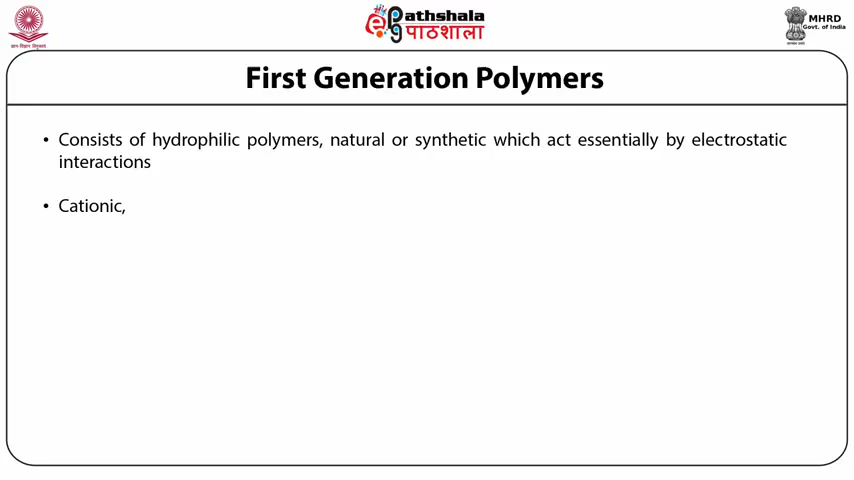 ePathshala
पाठशाला
MHRD
Govt. of India
First Generation Polymers
• Consists of hydrophilic polymers, natural or synthetic which act essentially by electrostatic
interactions
• Cationic,